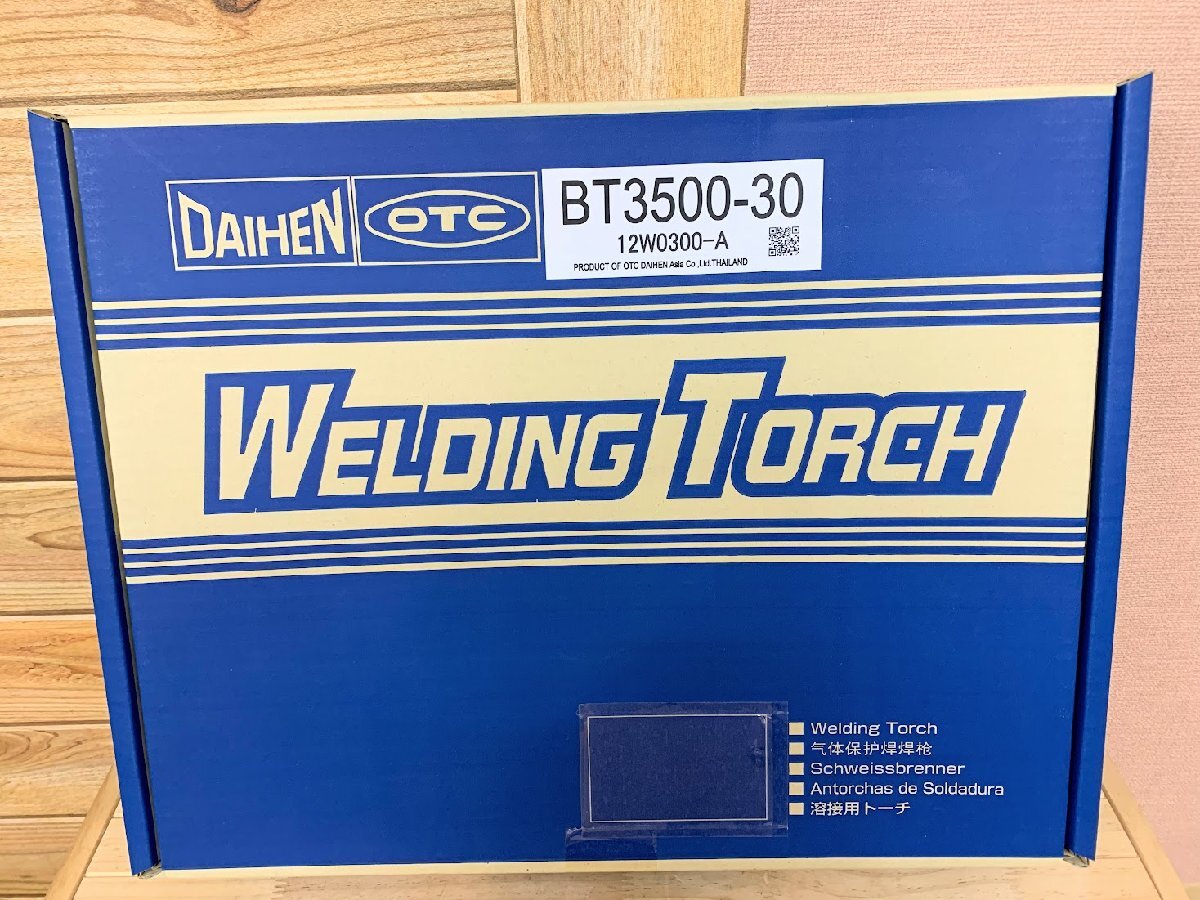 DAIHEN
OTC
BT3500-30
12W0300-A
PRODUCT OF OTC DAIHEN Asia Co.,Ltd.THAILAND
WELDING TORCH
Welding Torch
气体保护焊焊枪
Schweissbrenner
Antorchas de Soldadura
溶接用トーチ